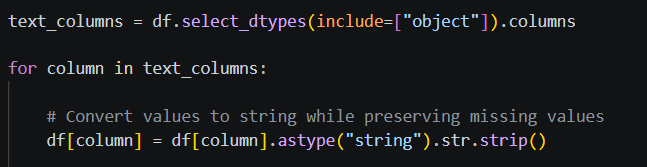 text_columns = df.select_dtypes(include=["object"]).columns
for column in text_columns:
# Convert values to string while preserving missing values
df[column] = df[column].astype("string").str.strip()